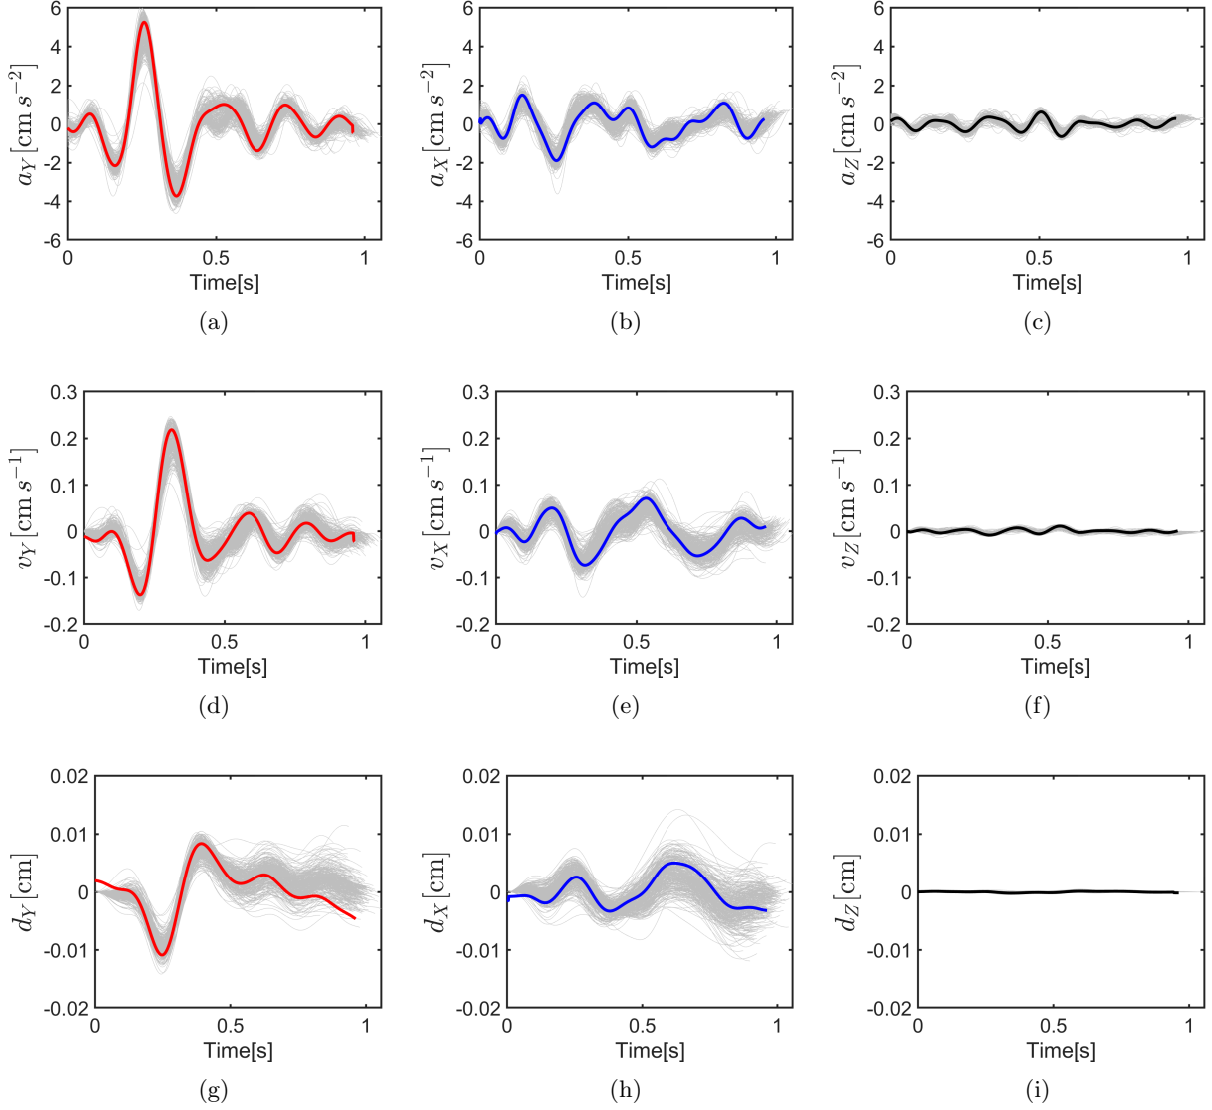 6
4
2
0
-2
-4
-6
a_Y [cm s^{-2}]
0 0.5 1
Time[s]
(a)
6
4
2
0
-2
-4
-6
a_X [cm s^{-2}]
0 0.5 1
Time[s]
(b)
6
4
2
0
-2
-4
-6
a_Z [cm s^{-2}]
0 0.5 1
Time[s]
(c)
0.3
0.2
0.1
0
-0.1
-0.2
v_Y [cm s^{-1}]
0 0.5 1
Time[s]
(d)
0.3
0.2
0.1
0
-0.1
-0.2
v_X [cm s^{-1}]
0 0.5 1
Time[s]
(e)
0.3
0.2
0.1
0
-0.1
-0.2
v_Z [cm s^{-1}]
0 0.5 1
Time[s]
(f)
0.02
0.01
0
-0.01
-0.02
d_Y [cm]
0 0.5 1
Time[s]
(g)
0.02
0.01
0
-0.01
-0.02
d_X [cm]
0 0.5 1
Time[s]
(h)
0.02
0.01
0
-0.01
-0.02
d_Z [cm]
0 0.5 1
Time[s]
(i)